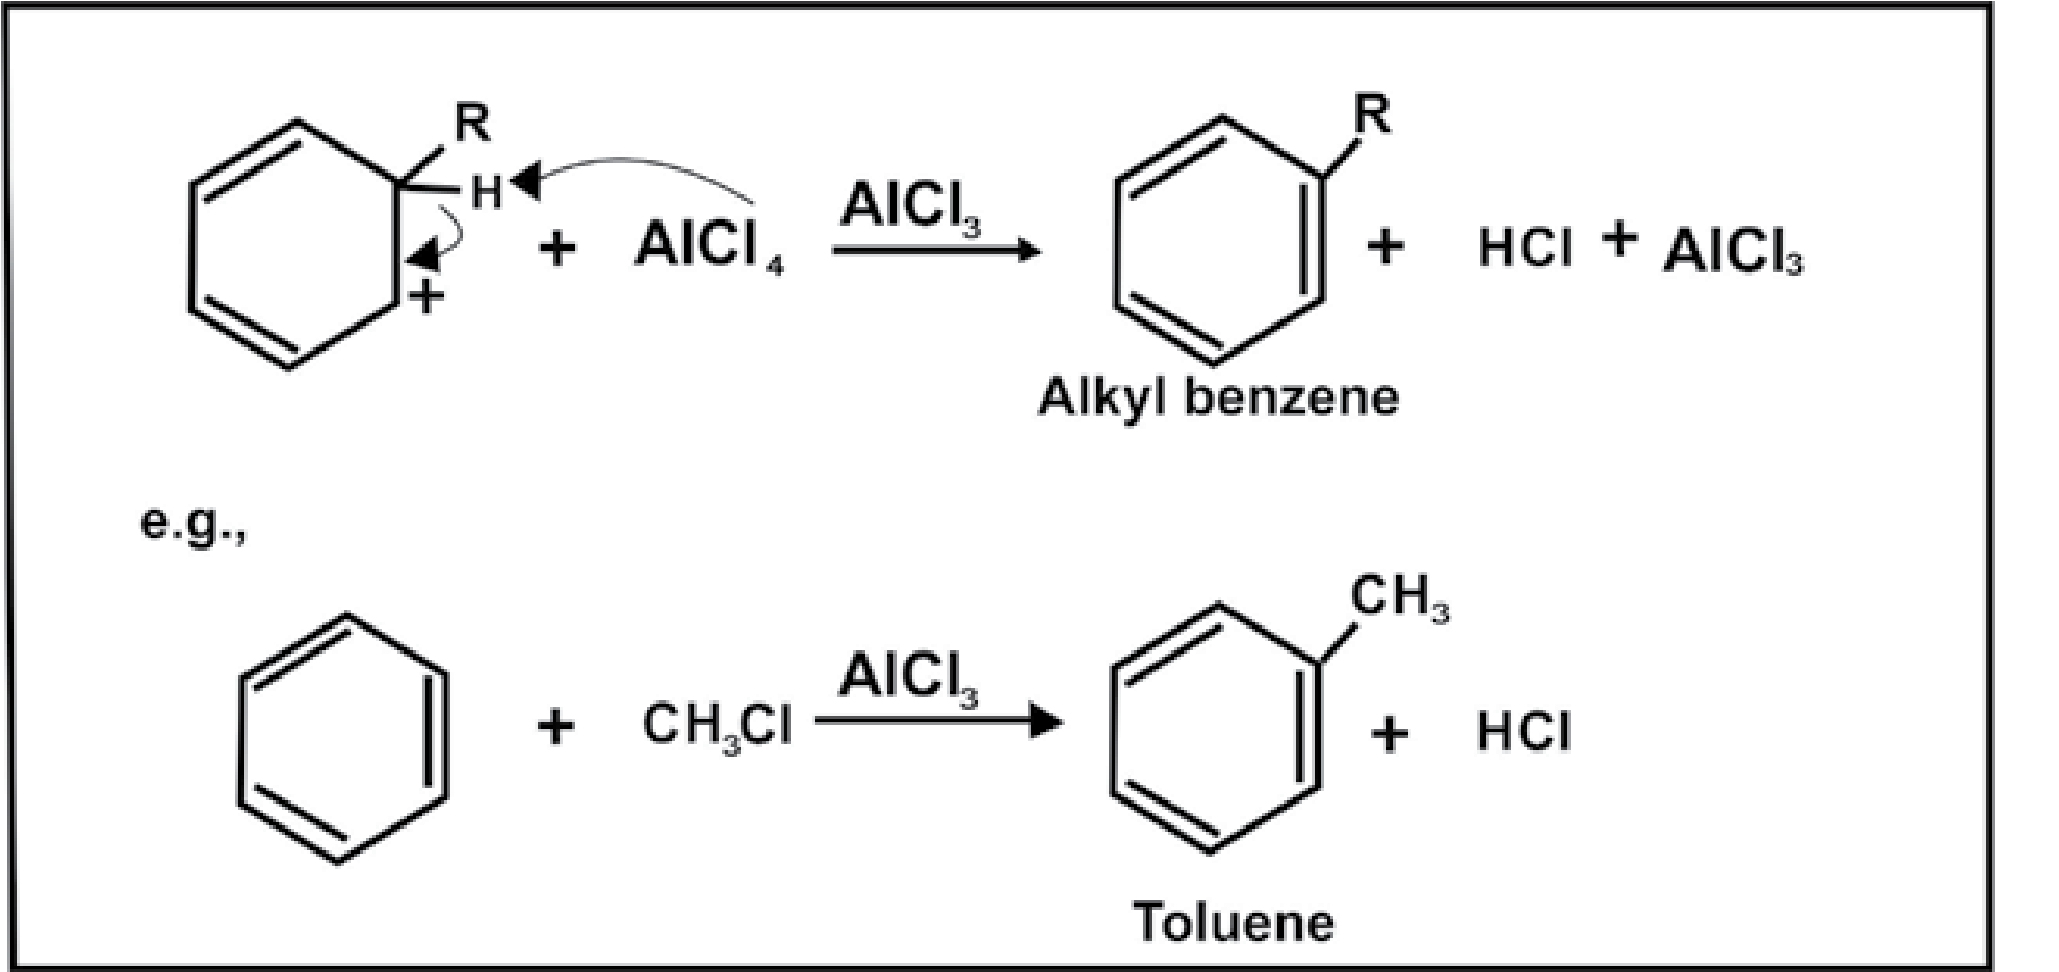 R
H
+
+ AlCl₄
AlCl₃
R
+ HCl + AlCl₃
Alkyl benzene
e.g.,
+ CH₃Cl
AlCl₃
CH₃
+ HCl
Toluene